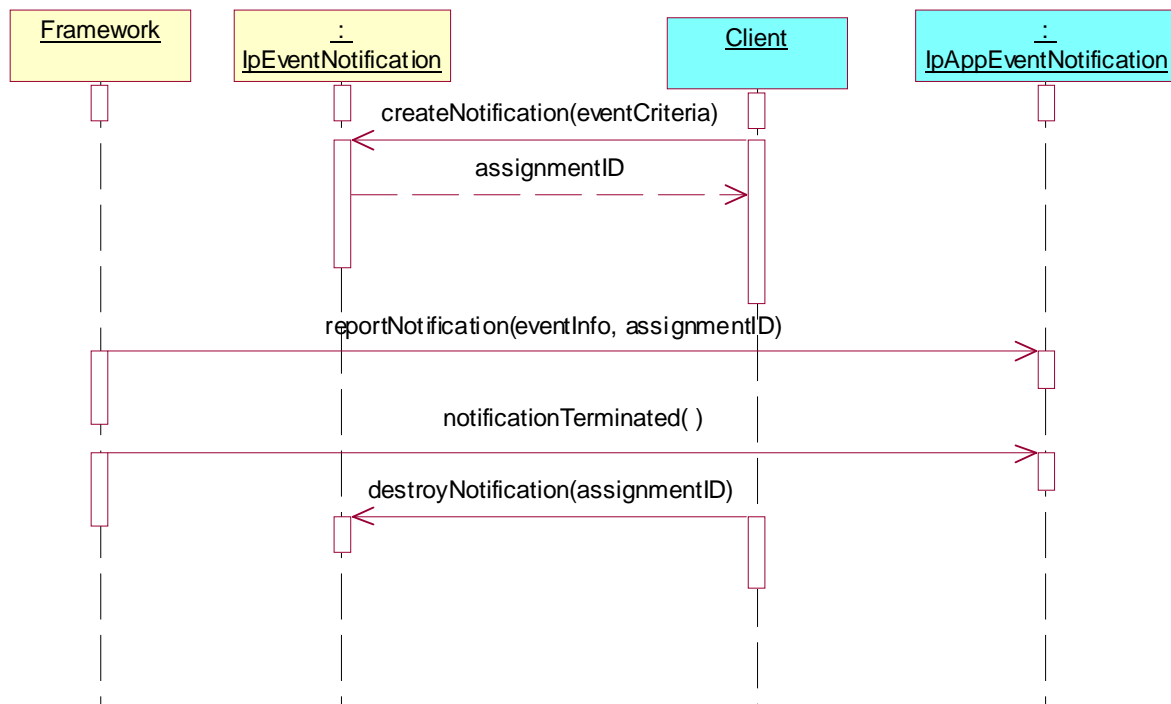 Framework
:
IpEventNotification
Client
:
IpAppEventNotification
createNotification(eventCriteria)
assignmentID
reportNotification(eventInfo, assignmentID)
notificationTerminated( )
destroyNotification(assignmentID)